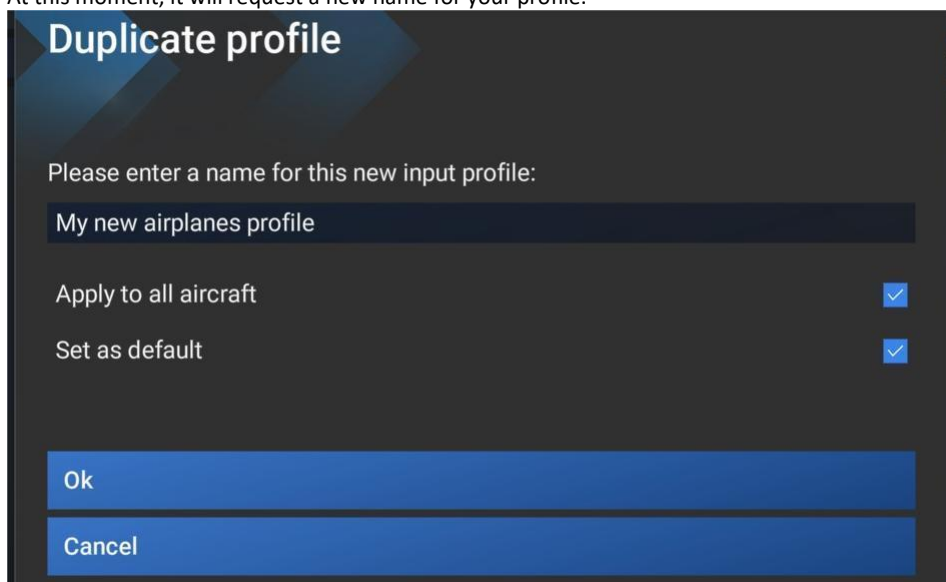 At this moment, it will request a new name for your profile.
Duplicate profile
Please enter a name for this new input profile:
My new airplanes profile
Apply to all aircraft
Set as default
Ok
Cancel